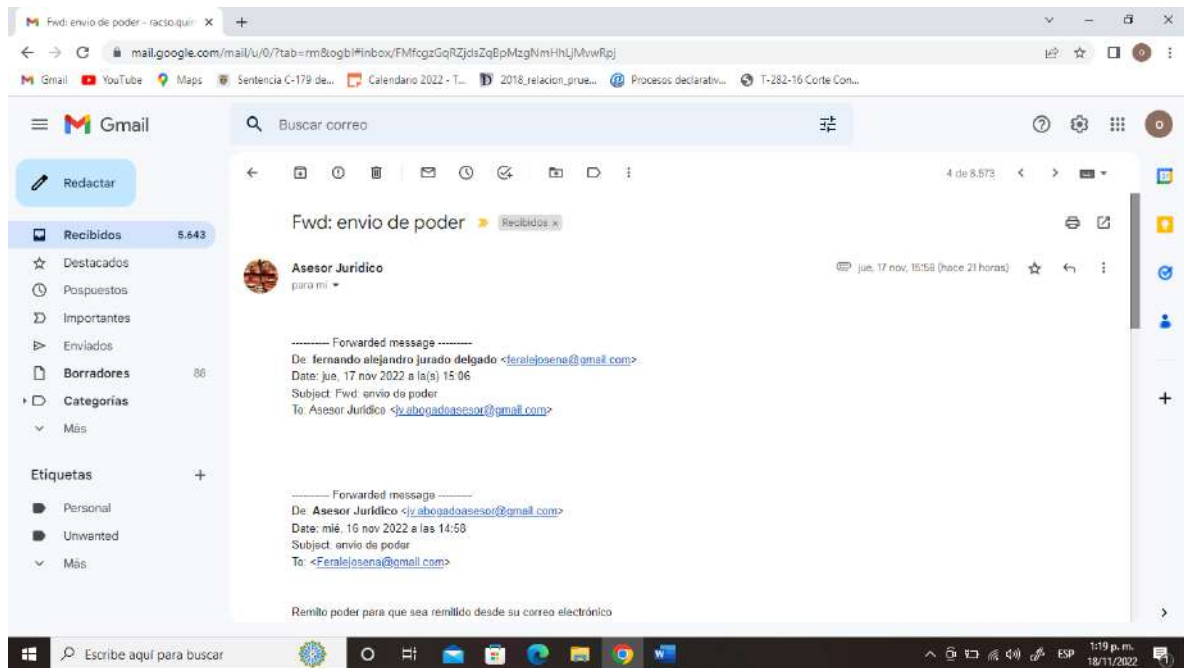 Fwd: envio de poder - racso.quin
mail.google.com/mail/u/0/?tab=rm&ogbl#inbox/FMfcgzGqRZjdsZqBpMzgNmHhLjMvwRpj
Gmail YouTube Maps Sentencia C-179 de... Calendario 2022 - T... 2018_relacion_prue... Procesos declarativ... T-282-16 Corte Con...
Gmail
Buscar correo
o
Redactar
4 de 8.573
Fwd: envio de poder
Recibidos x
Recibidos 5.643
Destacados
Pospuestos
Importantes
Enviados
Borradores 86
Categorías
Más
Etiquetas
Personal
Unwanted
Más
Asesor Juridico
jue, 17 nov, 15:58 (hace 21 horas)
para mí
---------- Forwarded message ---------
De: fernando alejandro jurado delgado <feralejosena@gmail.com>
Date: jue, 17 nov 2022 a la(s) 15:06
Subject: Fwd: envio de poder
To: Asesor Juridico <jv.abogadoasesor@gmail.com>
---------- Forwarded message ---------
De: Asesor Juridico <jv.abogadoasesor@gmail.com>
Date: mié, 16 nov 2022 a las 14:58
Subject: envio de poder
To: <Feralejosena@gmail.com>
Remito poder para que sea remitido desde su correo electrónico
Escribe aquí para buscar
ESP
1:19 p. m.
18/11/2022